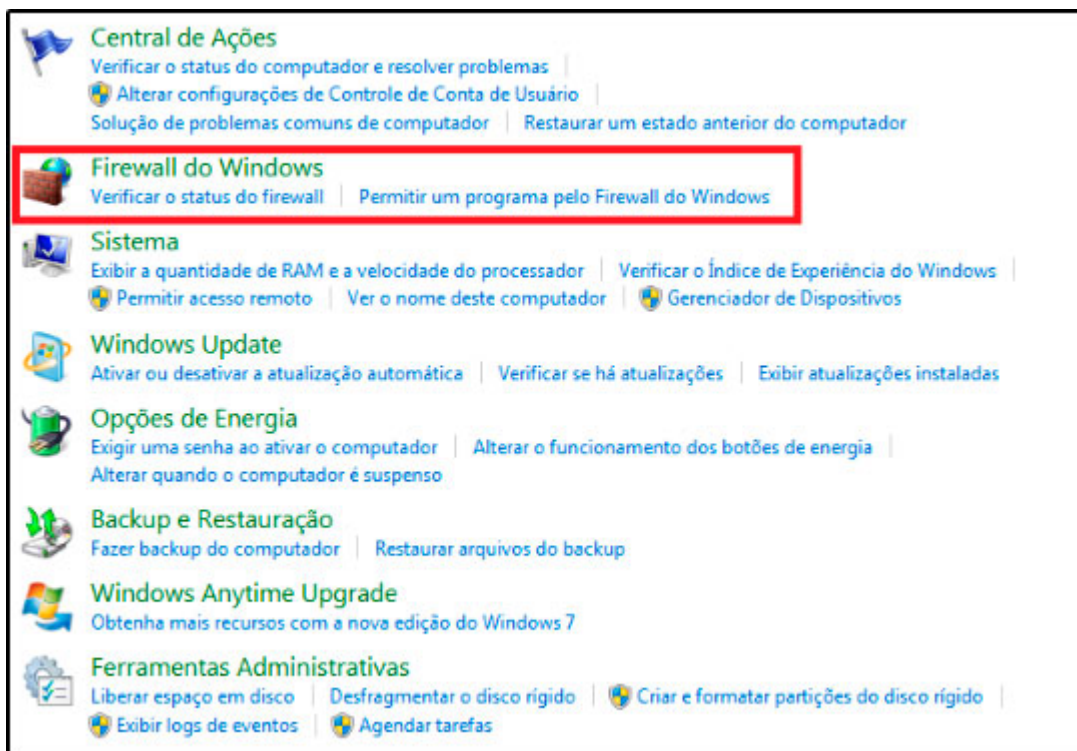 Central de Ações
Verificar o status do computador e resolver problemas
Alterar configurações de Controle de Conta de Usuário
Solução de problemas comuns de computador Restaurar um estado anterior do computador
Firewall do Windows
Verificar o status do firewall Permitir um programa pelo Firewall do Windows
Sistema
Exibir a quantidade de RAM e a velocidade do processador Verificar o Índice de Experiência do Windows
Permitir acesso remoto Ver o nome deste computador Gerenciador de Dispositivos
Windows Update
Ativar ou desativar a atualização automática Verificar se há atualizações Exibir atualizações instaladas
Opções de Energia
Exigir uma senha ao ativar o computador Alterar o funcionamento dos botões de energia
Alterar quando o computador é suspenso
Backup e Restauração
Fazer backup do computador Restaurar arquivos do backup
Windows Anytime Upgrade
Obtenha mais recursos com a nova edição do Windows 7
Ferramentas Administrativas
Liberar espaço em disco Desfragmentar o disco rígido Criar e formatar partições do disco rígido
Exibir logs de eventos Agendar tarefas